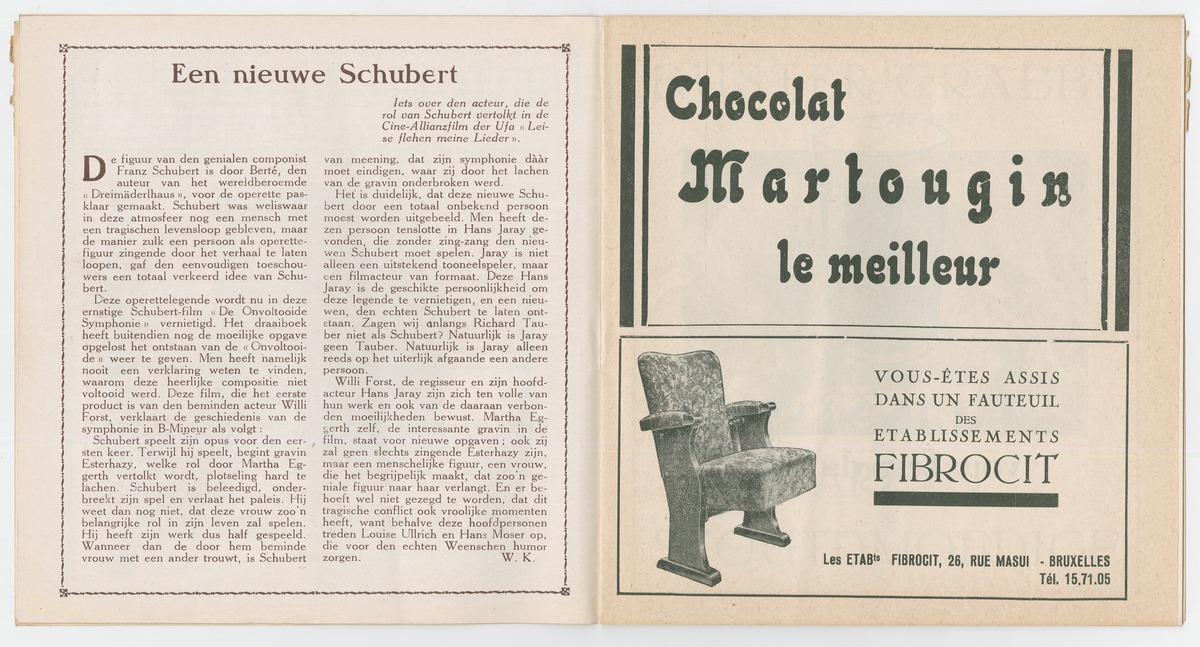 Een nieuwe Schubert
Iets over den acteur, die de
rol van Schubert vertolkt in de
Cine-Allianzfilm der Ufa « Lei-
se flehen meine Lieder ».
De figuur van den genialen componist
Franz Schubert is door Berté, den
auteur van het wereldberoemde
« Dreimäderlhaus », voor de operette pas-
klaar gemaakt. Schubert was weliswaar
in deze atmosfeer nog een mensch met
een tragischen levensloop gebleven, maar
de manier zulk een persoon als operette-
figuur zingende door het verhaal te laten
loopen, gaf den eenvoudigen toeschou-
wers een totaal verkeerd idee van Schu-
bert.
Deze operettelegende wordt nu in deze
ernstige Schubert-film « De Onvoltooide
Symphonie » vernietigd. Het draaiboek
heeft buitendien nog de moeilijke opgave
opgelost het ontstaan van de « Onvoltooi-
de » weer te geven. Men heeft namelijk
nooit een verklaring weten te vinden,
waarom deze heerlijke compositie niet
voltooid werd. Deze film, die het eerste
product is van den beminden acteur Willi
Forst, verklaart de geschiedenis van de
symphonie in B-Mineur als volgt :
Schubert speelt zijn opus voor den eer-
sten keer. Terwijl hij speelt, begint gravin
Esterhazy, welke rol door Martha Eg-
gerth vertolkt wordt, plotseling hard te
lachen. Schubert is beleedigd, onder-
breekt zijn spel en verlaat het paleis. Hij
weet dan nog niet, dat deze vrouw zoo'n
belangrijke rol in zijn leven zal spelen.
Hij heeft zijn werk dus half gespeeld.
Wanneer dan de door hem beminde
vrouw met een ander trouwt, is Schubert
van meening, dat zijn symphonie dààr
moet eindigen, waar zij door het lachen
van de gravin onderbroken werd.
Het is duidelijk, dat deze nieuwe Schu-
bert door een totaal onbekend persoon
moest worden uitgebeeld. Men heeft de-
zen persoon tenslotte in Hans Jaray ge-
vonden, die zonder zing-zang den nieu-
wen Schubert moet spelen. Jaray is niet
alleen een uitstekend tooneelspeler, maar
een filmacteur van formaat. Deze Hans
Jaray is de geschikte persoonlijkheid om
deze legende te vernietigen, en een nieu-
wen, den echten Schubert te laten ont-
staan. Zagen wij onlangs Richard Tau-
ber niet als Schubert? Natuurlijk is Jaray
geen Tauber. Natuurlijk is Jaray alleen
reeds op het uiterlijk afgaande een andere
persoon.
Willi Forst, de regisseur en zijn hoofd-
acteur Hans Jaray zijn zich ten volle van
hun werk en ook van de daaraan verbon-
den moeilijkheden bewust. Martha Eg-
gerth zelf, de interessante gravin in de
film, staat voor nieuwe opgaven ; ook zij
zal geen slechts zingende Esterhazy zijn,
maar een menschelijke figuur, een vrouw,
die het begrijpelijk maakt, dat zoo'n ge-
niale figuur naar haar verlangt. En er be-
hoeft wel niet gezegd te worden, dat dit
tragische conflict ook vroolijke momenten
heeft, want behalve deze hoofdpersonen
treden Louise Ullrich en Hans Moser op,
die voor den echten Weenschen humor
zorgen. W. K.
Chocolat
Martougin
le meilleur
VOUS-ÊTES ASSIS
DANS UN FAUTEUIL
DES
ETABLISSEMENTS
FIBROCIT
Les ETABts FIBROCIT, 26, RUE MASUI - BRUXELLES
Tél. 15.71.05